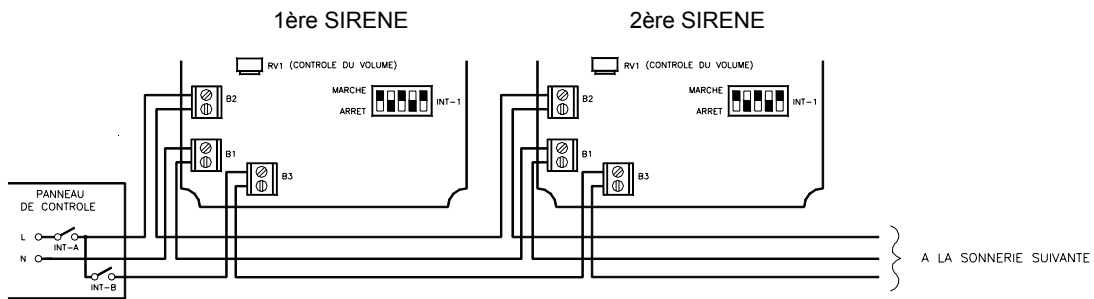 1ère SIRENE
2ère SIRENE
RV1 (CONTROLE DU VOLUME)
RV1 (CONTROLE DU VOLUME)
B2
MARCHE
ARRET
INT-1
B2
MARCHE
ARRET
INT-1
B1
B3
B1
B3
PANNEAU
DE CONTROLE
L
INT-A
N
INT-B
A LA SONNERIE SUIVANTE